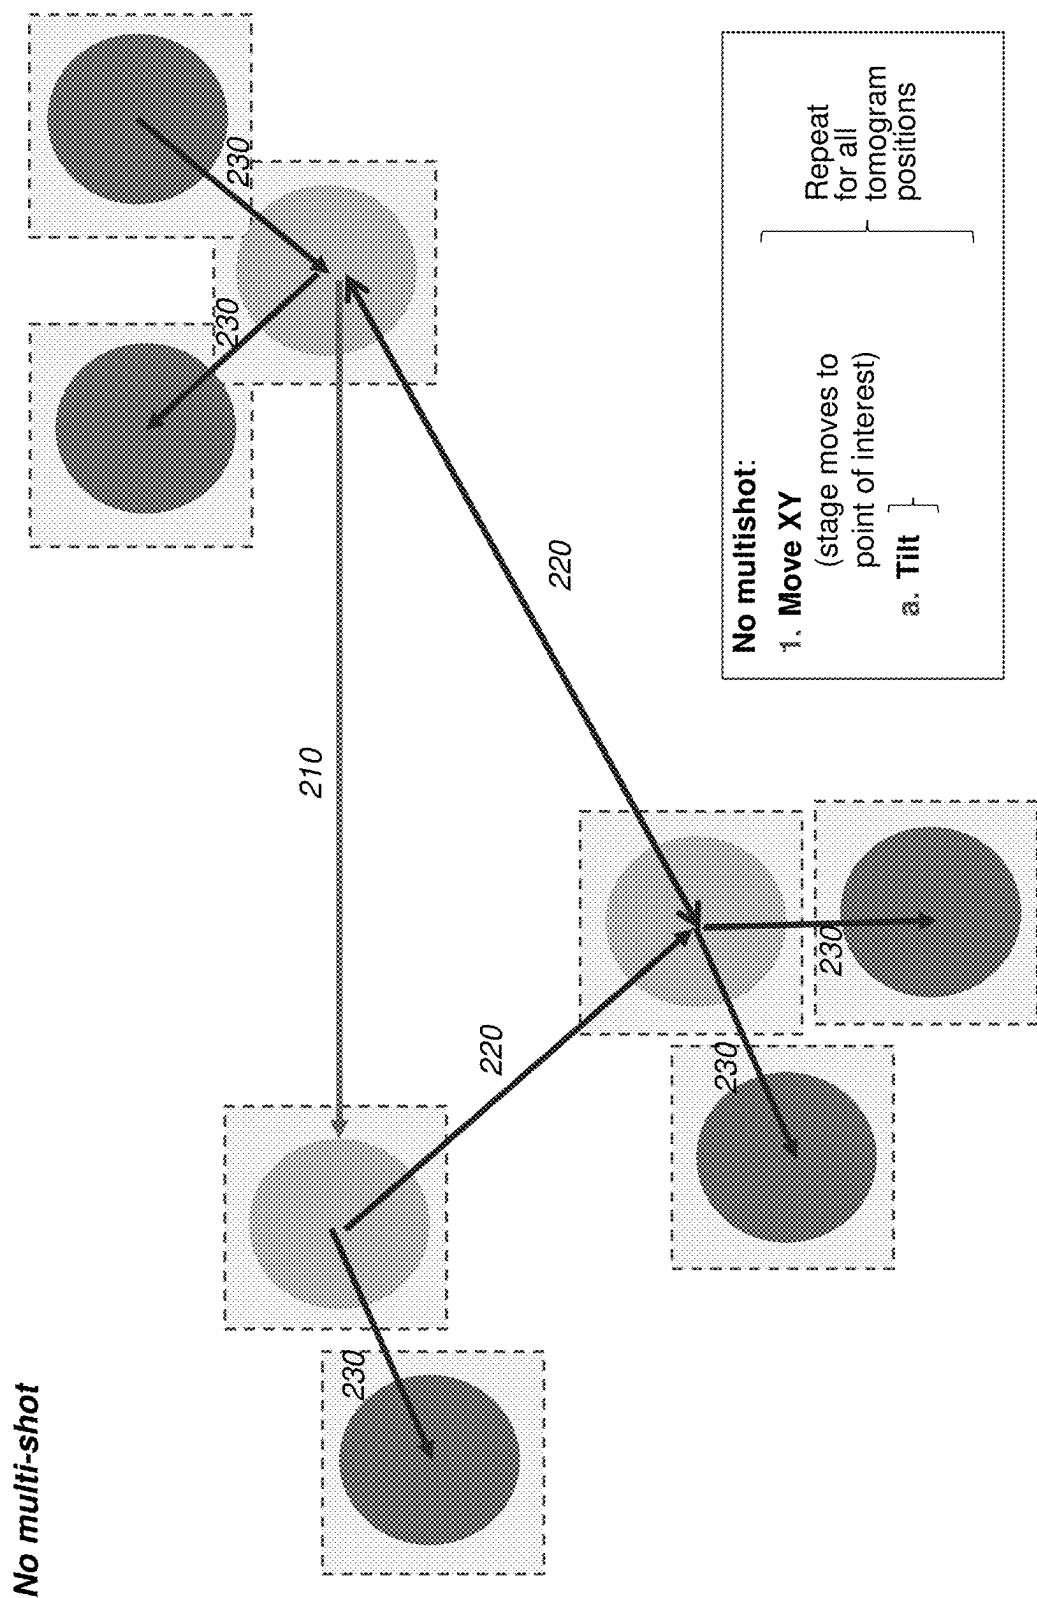 No multi-shot
230
230
210
220
220
230
230
230
No multishot:
1. Move XY
(stage moves to
point of interest)
a. Tilt
Repeat
for all
tomogram
positions